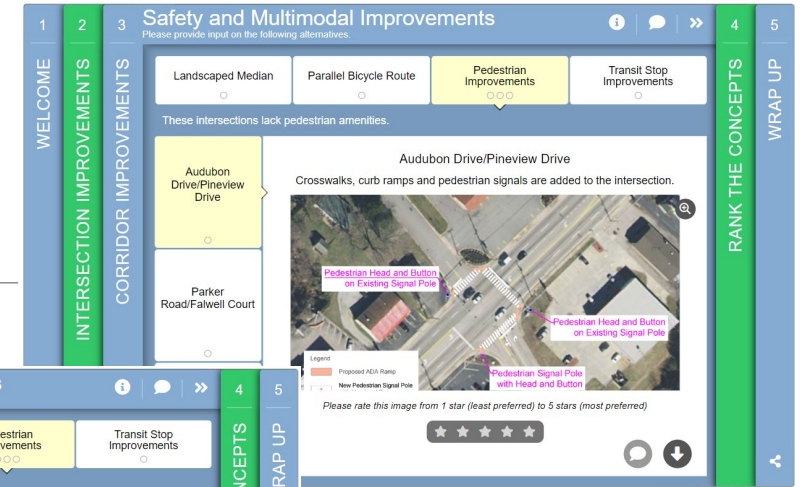 1
WELCOME
2
INTERSECTION IMPROVEMENTS
3
CORRIDOR IMPROVEMENTS
Safety and Multimodal Improvements
Please provide input on the following alternatives.
Landscaped Median
Parallel Bicycle Route
Pedestrian
Improvements
Transit Stop
Improvements
These intersections lack pedestrian amenities.
Audubon
Drive/Pineview
Drive
Parker
Road/Falwell Court
Audubon Drive/Pineview Drive
Crosswalks, curb ramps and pedestrian signals are added to the intersection.
Pedestrian Head and Button
on Existing Signal Pole
Pedestrian Head and Button
on Existing Signal Pole
Pedestrian Signal Pole
with Head and Button
Legend
Proposed ADA Ramp
New Pedestrian Signal Pole
Please rate this image from 1 star (least preferred) to 5 stars (most preferred)
4
RANK THE CONCEPTS
5
WRAP UP
Transit Stop
Improvements
4
5